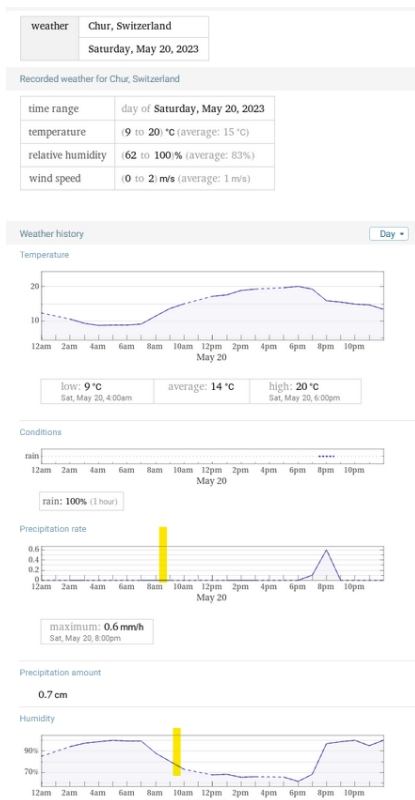 weather
Chur, Switzerland
Saturday, May 20, 2023
Recorded weather for Chur, Switzerland
time range day of Saturday, May 20, 2023
temperature (9 to 20) °C (average: 15 °C)
relative humidity (62 to 100)% (average: 83%)
wind speed (0 to 2) m/s (average: 1 m/s)
Weather history Day
Temperature
20
10
12am 2am 4am 6am 8am 10am 12pm 2pm 4pm 6pm 8pm 10pm
May 20
low: 9 °C average: 14 °C high: 20 °C
Sat, May 20, 4:00am Sat, May 20, 6:00pm
Conditions
rain
12am 2am 4am 6am 8am 10am 12pm 2pm 4pm 6pm 8pm 10pm
May 20
rain: 100% (1 hour)
Precipitation rate
0.6
0.4
0.2
0
12am 2am 4am 6am 8am 10am 12pm 2pm 4pm 6pm 8pm 10pm
May 20
maximum: 0.6 mm/h
Sat, May 20, 8:00pm
Precipitation amount
0.7 cm
Humidity
90%
70%
12am 2am 4am 6am 8am 10am 12pm 2pm 4pm 6pm 8pm 10pm